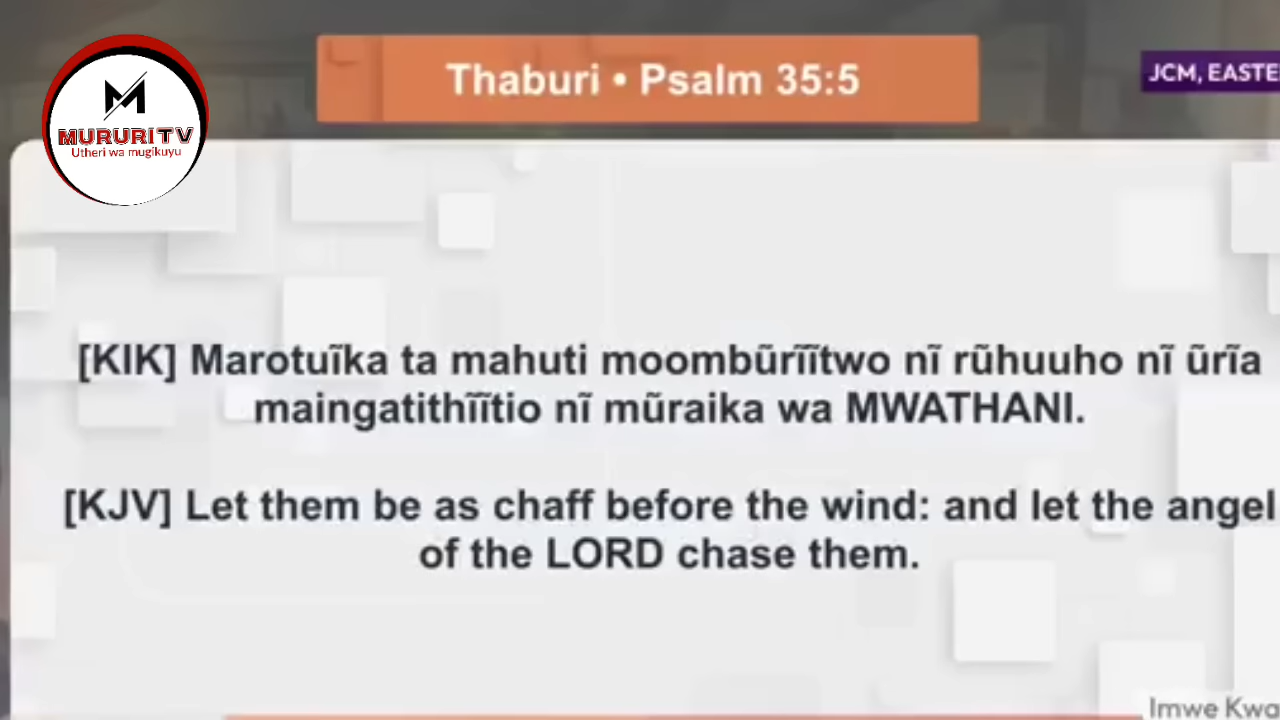 Thaburi • Psalm 35:5
JCM, EASTE
M
MURURI TV
Utheri wa mugikuyu
[KIK] Marotuĩka ta mahuti moombũrĩĩtwo nĩ rũhuuho nĩ ũrĩa
maingatithĩĩtio nĩ mũraika wa MWATHANI.
[KJV] Let them be as chaff before the wind: and let the angel
of the LORD chase them.
Imwe Kwa